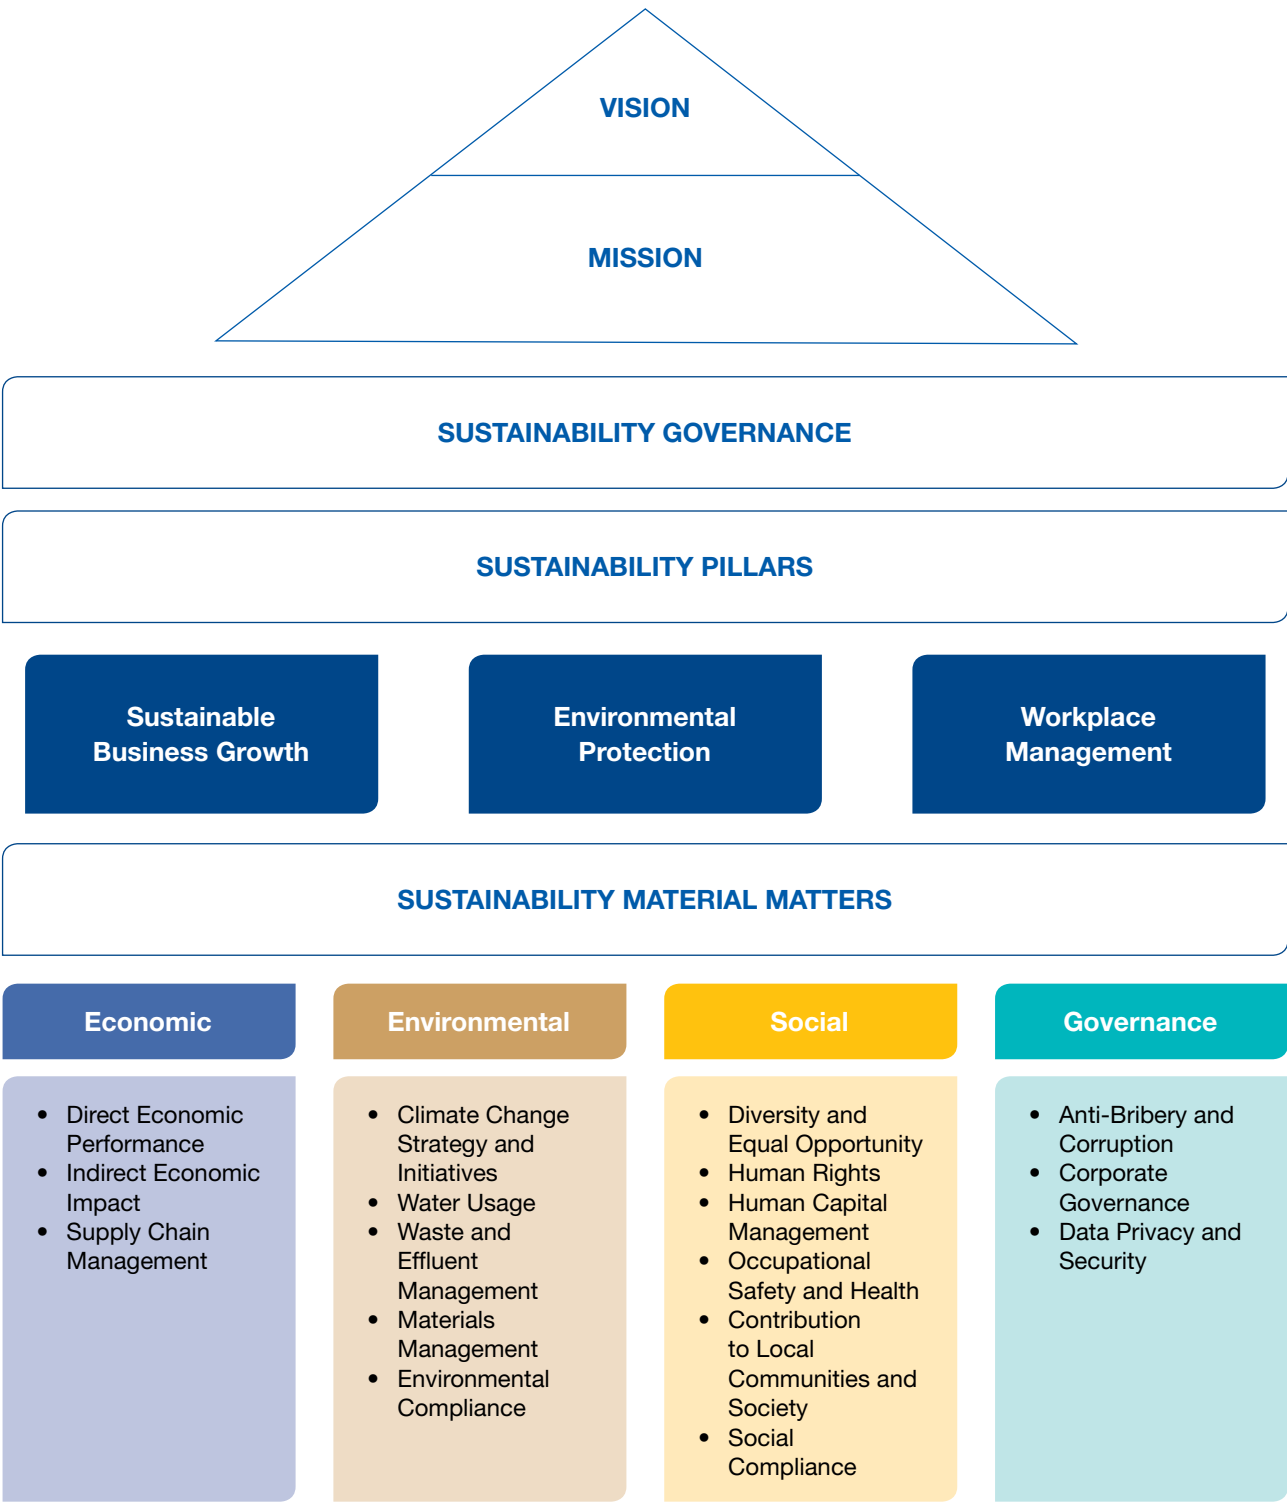 VISION
MISSION
SUSTAINABILITY GOVERNANCE
SUSTAINABILITY PILLARS
Sustainable
Business Growth
Environmental
Protection
Workplace
Management
SUSTAINABILITY MATERIAL MATTERS
Economic
• Direct Economic
Performance
• Indirect Economic
Impact
• Supply Chain
Management
Environmental
• Climate Change
Strategy and
Initiatives
• Water Usage
• Waste and
Effluent
Management
• Materials
Management
• Environmental
Compliance
Social
• Diversity and
Equal Opportunity
• Human Rights
• Human Capital
Management
• Occupational
Safety and Health
• Contribution
to Local
Communities and
Society
• Social
Compliance
Governance
• Anti-Bribery and
Corruption
• Corporate
Governance
• Data Privacy and
Security